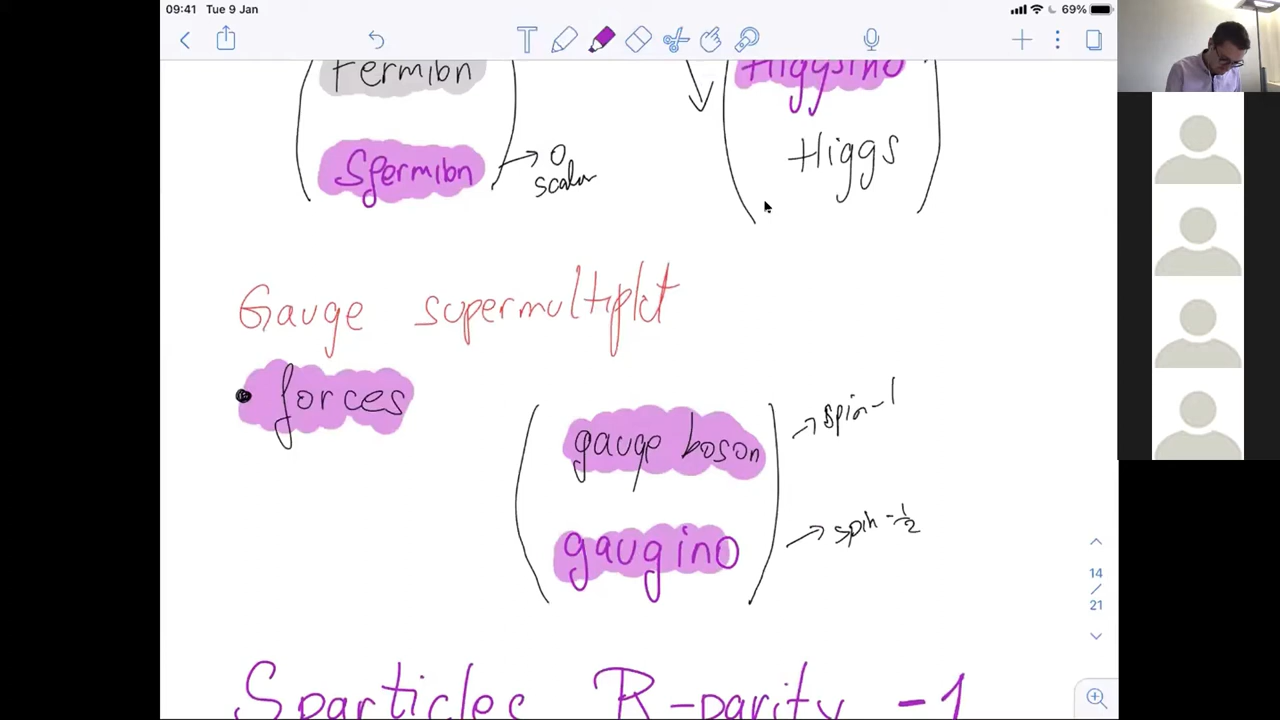 09:41 Tue 9 Jan
69%
Fermion
Higgsino
Sfermion → 0
scalar
Higgs
Gauge supermultiplet
• forces
gauge boson → spin-1
gaugino → spin-1/2
14
/
21
Sparticles R-parity -1